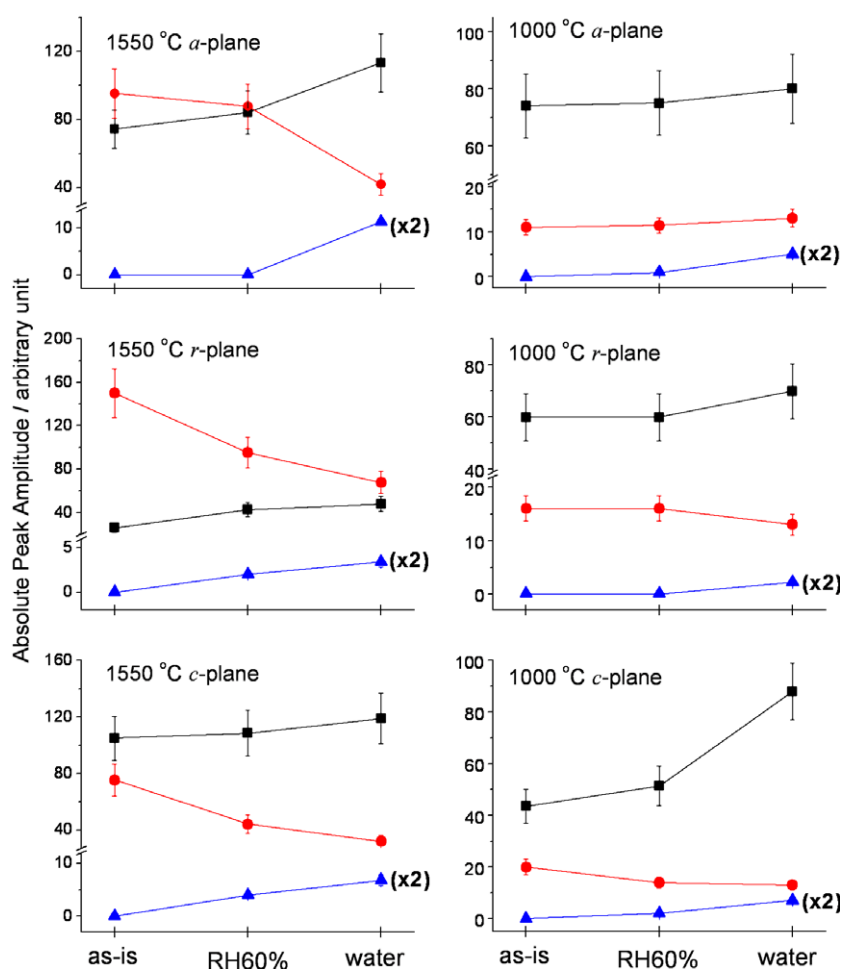 Absolute Peak Amplitude / arbitrary unit
1550 °C a-plane
120
80
40
10
0
(x2)
1000 °C a-plane
100
80
60
20
10
0
(x2)
1550 °C r-plane
200
160
120
80
40
5
0
(x2)
1000 °C r-plane
80
60
40
20
10
0
(x2)
1550 °C c-plane
160
120
80
40
10
0
(x2)
as-is RH60% water
1000 °C c-plane
100
80
60
40
20
0
(x2)
as-is RH60% water